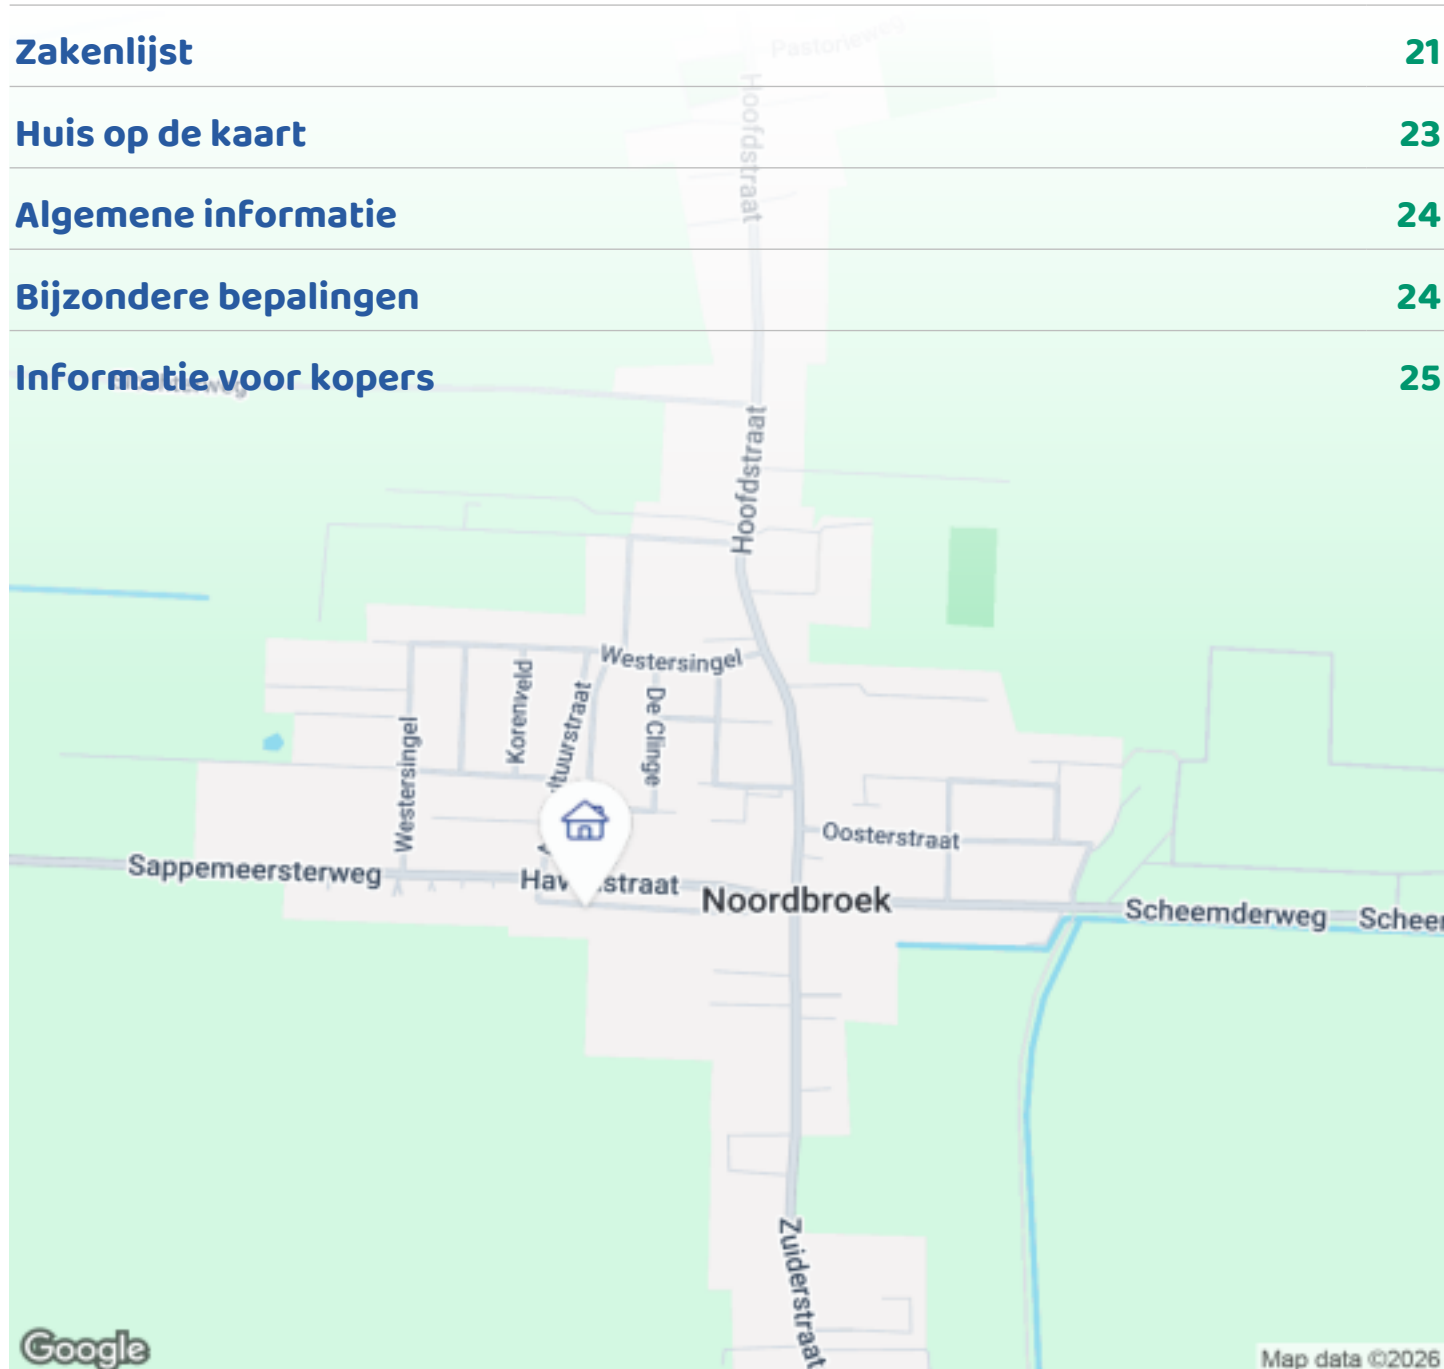 Zakenlijst 21
Huis op de kaart 23
Algemene informatie 24
Bijzondere bepalingen 24
Informatie voor kopers 25
Pastorieweg
Hoofdstraat
Hoofdstraat
Westersingel
Korenveld
De Clinge
Westersingel
Oosterstraat
Sappemeersterweg
Noordbroek
Scheemderweg
Zuiderstraat
Google
Map data ©2026